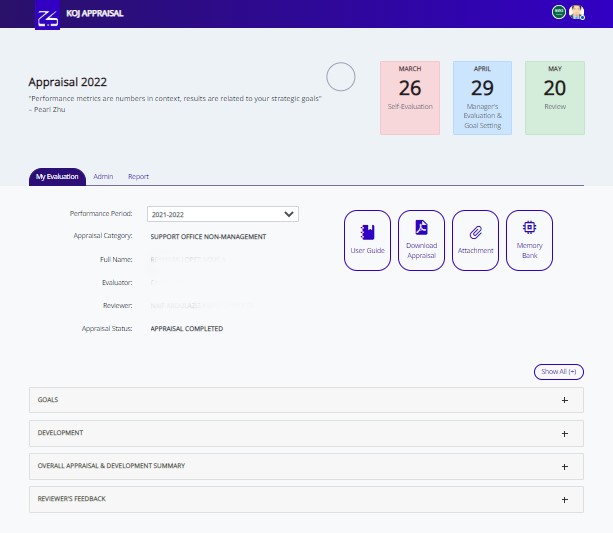 KOJ APPRAISAL
Appraisal 2022
"Performance metrics are numbers in context, results are related to your strategic goals"
– Pearl Zhu
MARCH
26
Self-Evaluation
APRIL
29
Manager's
Evaluation &
Goal Setting
MAY
20
Review
My Evaluation
Admin
Report
Performance Period:
2021-2022
Appraisal Category:
SUPPORT OFFICE NON-MANAGEMENT
Full Name:
Evaluator:
Reviewer:
Appraisal Status:
APPRAISAL COMPLETED
User Guide
Download
Appraisal
Attachment
Memory
Bank
Show All (+)
GOALS
+
DEVELOPMENT
+
OVERALL APPRAISAL & DEVELOPMENT SUMMARY
+
REVIEWER'S FEEDBACK
+